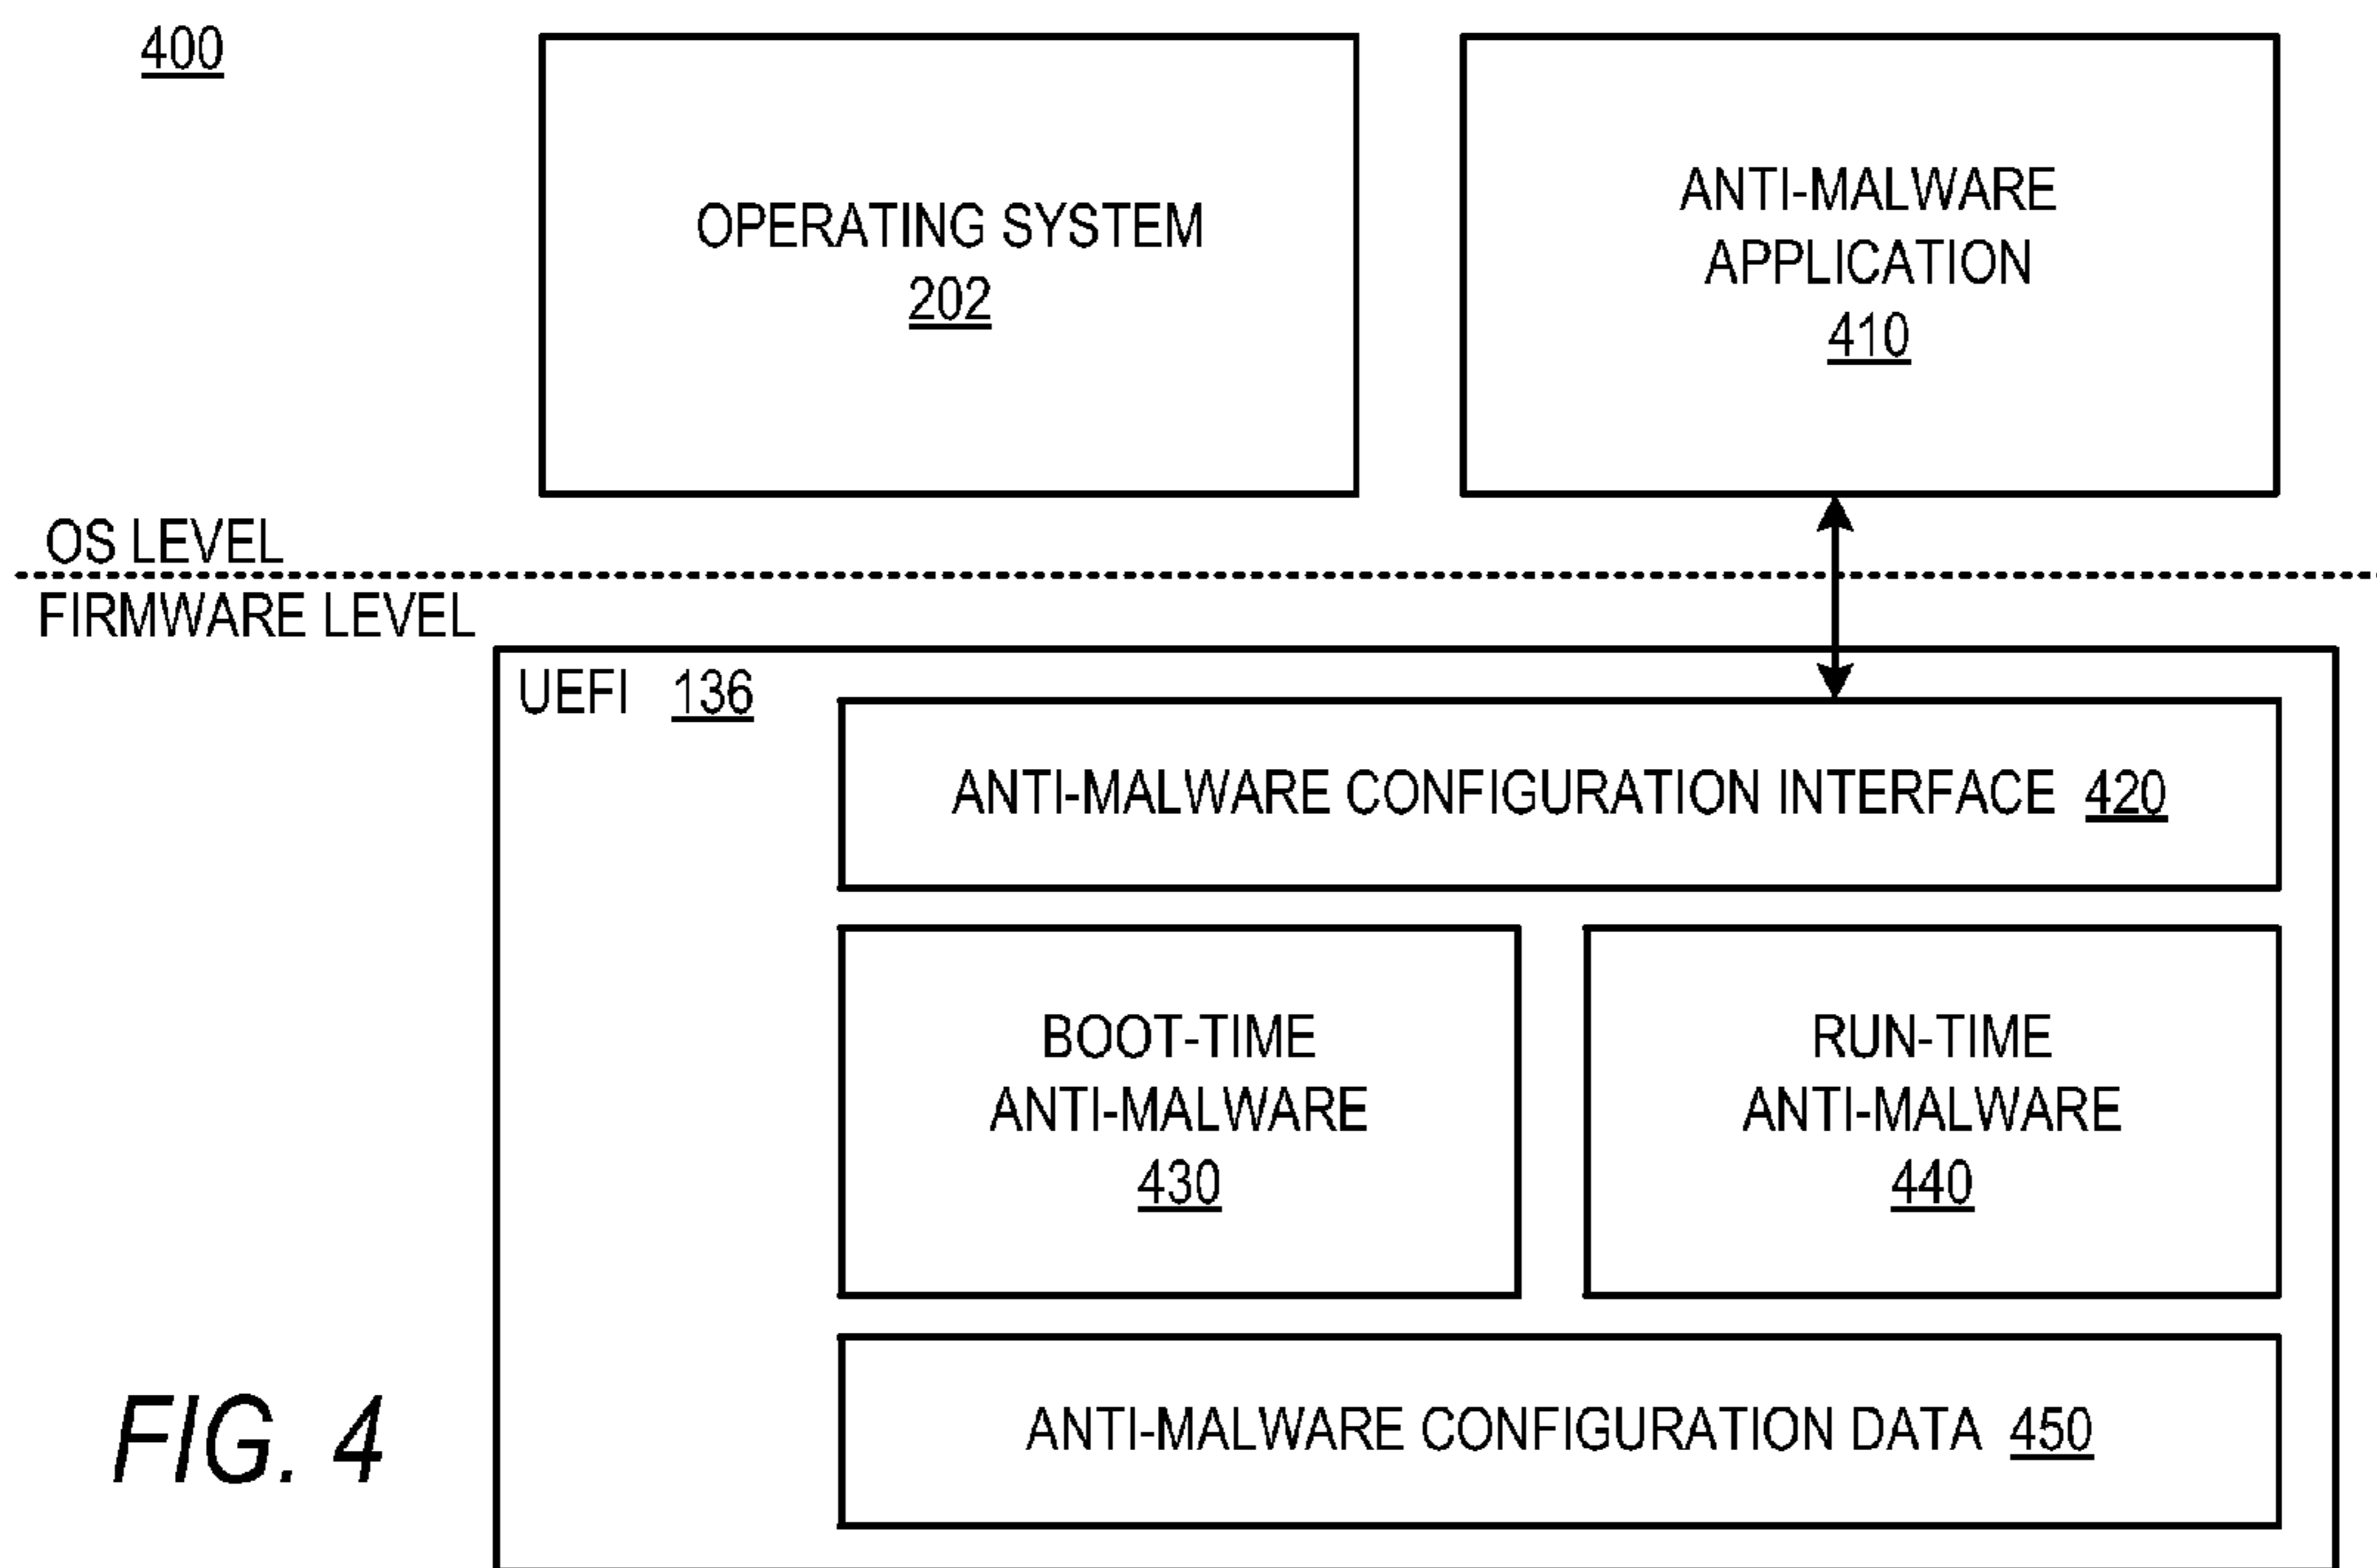 400
OPERATING SYSTEM
202
ANTI-MALWARE
APPLICATION
410
OS LEVEL
FIRMWARE LEVEL
UEFI 136
ANTI-MALWARE CONFIGURATION INTERFACE 420
BOOT-TIME
ANTI-MALWARE
430
RUN-TIME
ANTI-MALWARE
440
ANTI-MALWARE CONFIGURATION DATA 450
FIG. 4